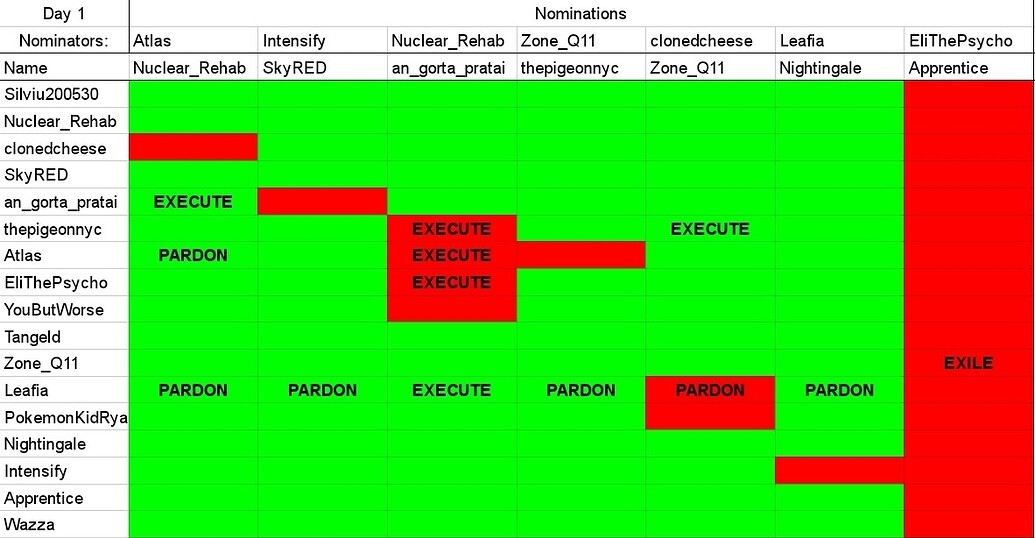 Day 1 Nominations
Nominators: Atlas Intensify Nuclear_Rehab Zone_Q11 clonedcheese Leafia EliThePsycho
Name Nuclear_Rehab SkyRED an_gorta_pratai thepigeonnyc Zone_Q11 Nightingale Apprentice
Silviu200530
Nuclear_Rehab
clonedcheese
SkyRED
an_gorta_pratai EXECUTE
thepigeonnyc EXECUTE EXECUTE
Atlas PARDON EXECUTE
EliThePsycho EXECUTE
YouButWorse
Tangeld
Zone_Q11 EXILE
Leafia PARDON PARDON EXECUTE PARDON PARDON PARDON
PokemonKidRya
Nightingale
Intensify
Apprentice
Wazza